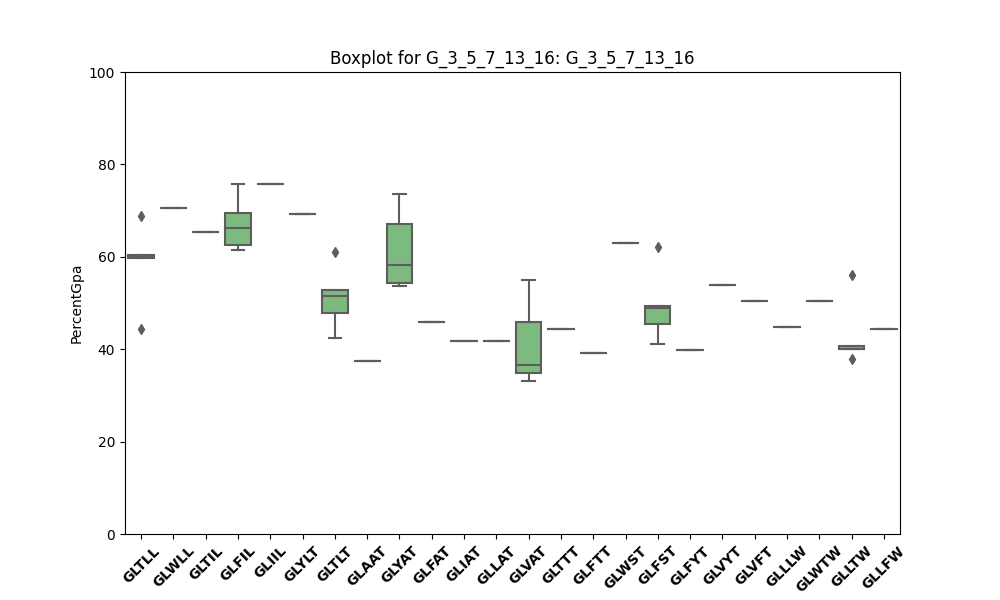 Boxplot for G_3_5_7_13_16: G_3_5_7_13_16
100
80
60
40
20
0
PercentGpa
GLTLL
GLWLL
GLTIL
GLFIL
GLIIL
GLYLT
GLTLT
GLAAT
GLYAT
GLFAT
GLIAT
GLLAT
GLVAT
GLTTT
GLFTT
GLWST
GLFST
GLFYT
GLVYT
GLVFT
GLLLW
GLWTW
GLLTW
GLLFW